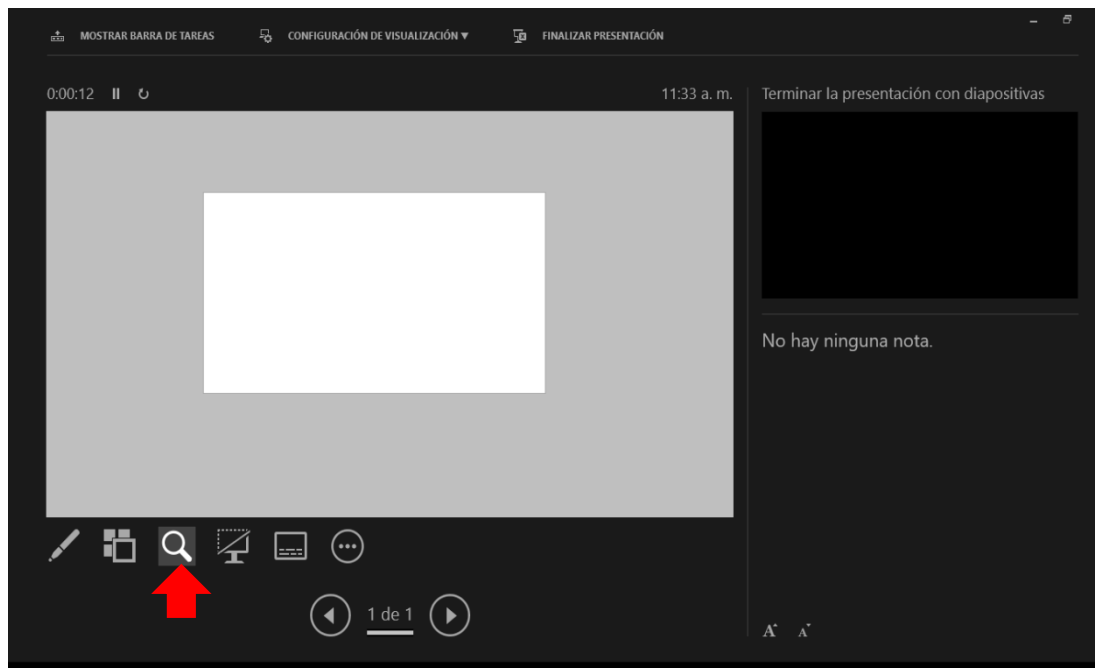 MOSTRAR BARRA DE TAREAS
CONFIGURACIÓN DE VISUALIZACIÓN ▼
FINALIZAR PRESENTACIÓN
0:00:12
11:33 a. m.
Terminar la presentación con diapositivas
No hay ninguna nota.
1 de 1
A A